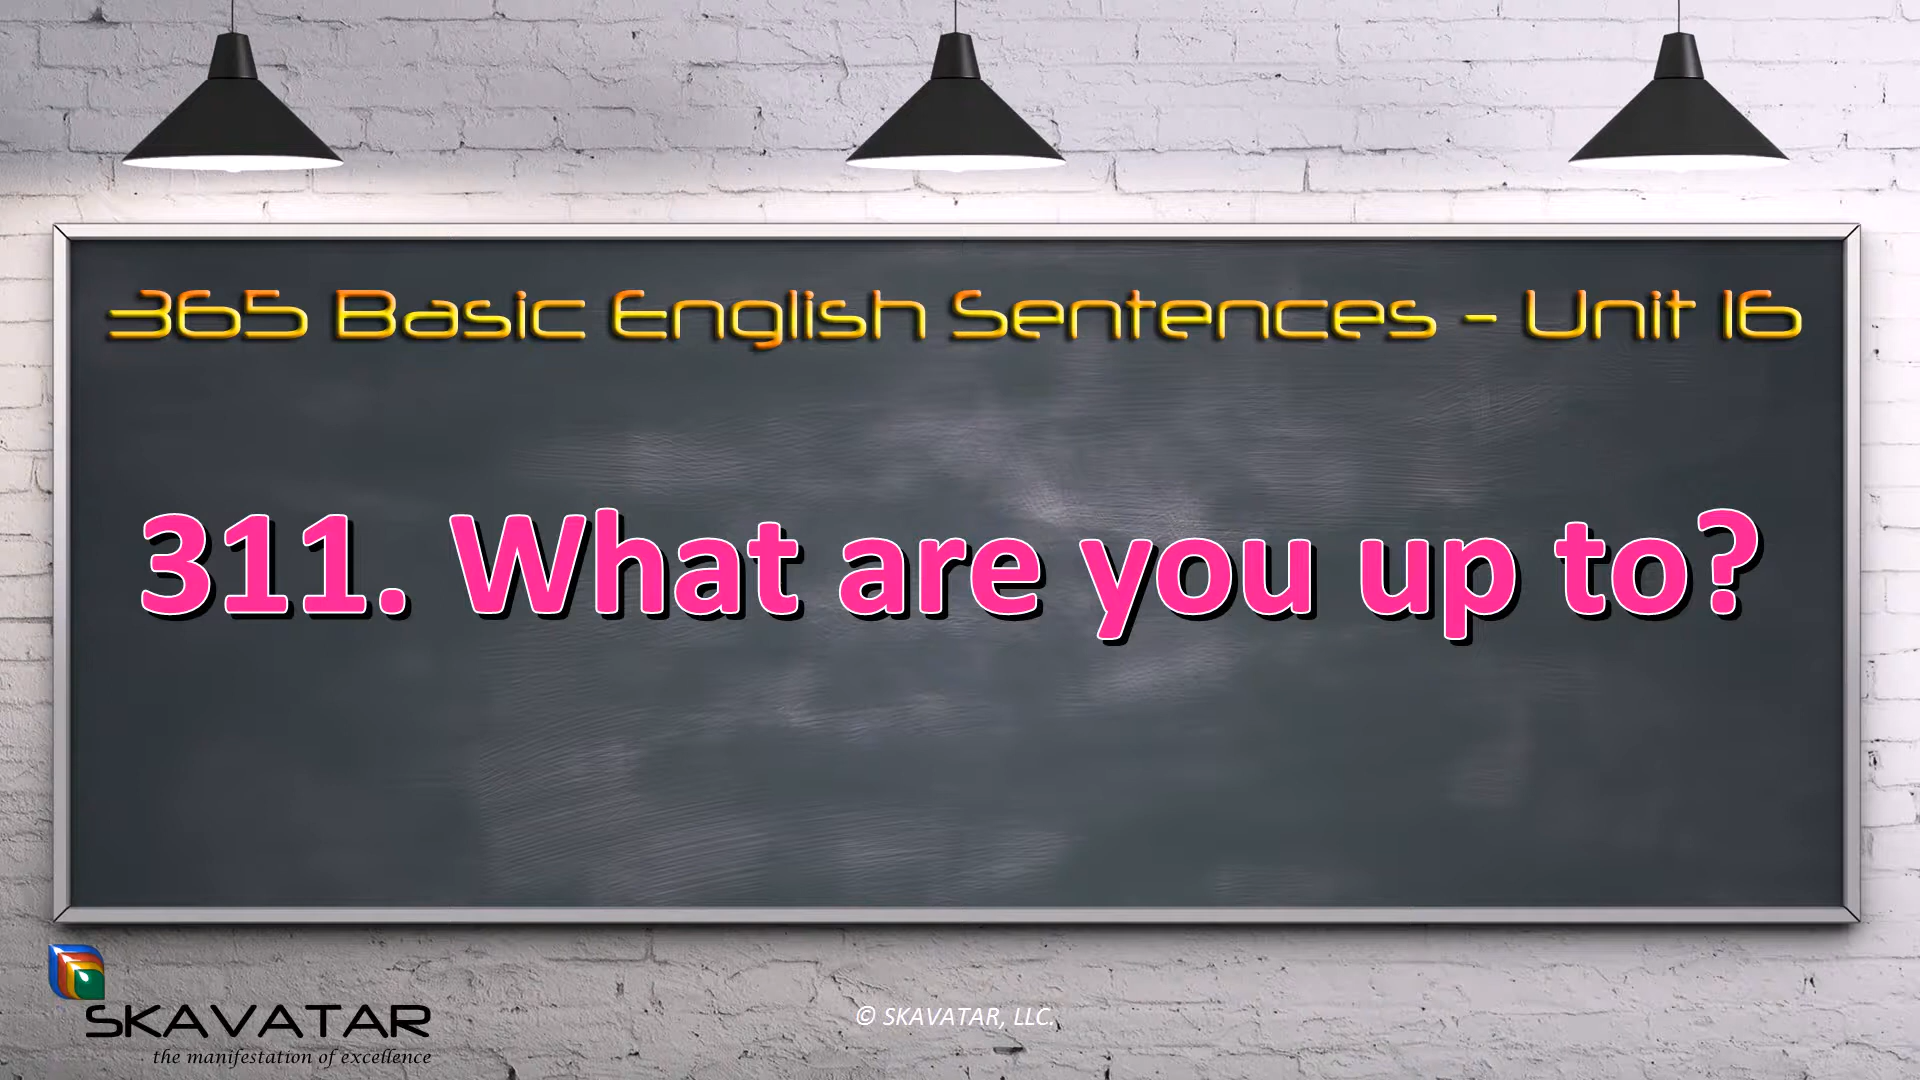 365 Basic English Sentences - Unit 16
311. What are you up to?
SKAVATAR
the manifestation of excellence
© SKAVATAR, LLC.